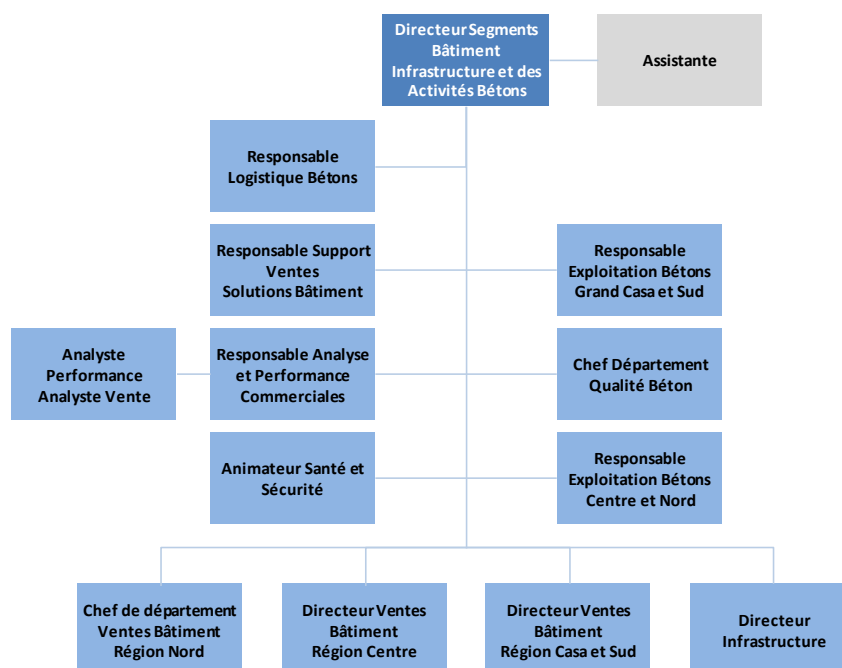 Directeur Segments
Bâtiment
Infrastructure et des
Activités Bétons
Assistante
Responsable
Logistique Bétons
Responsable Support
Ventes
Solutions Bâtiment
Responsable
Exploitation Bétons
Grand Casa et Sud
Analyste
Performance
Analyste Vente
Responsable Analyse
et Performance
Commerciales
Chef Département
Qualité Béton
Animateur Santé et
Sécurité
Responsable
Exploitation Bétons
Centre et Nord
Chef de département
Ventes Bâtiment
Région Nord
Directeur Ventes
Bâtiment
Région Centre
Directeur Ventes
Bâtiment
Région Casa et Sud
Directeur
Infrastructure